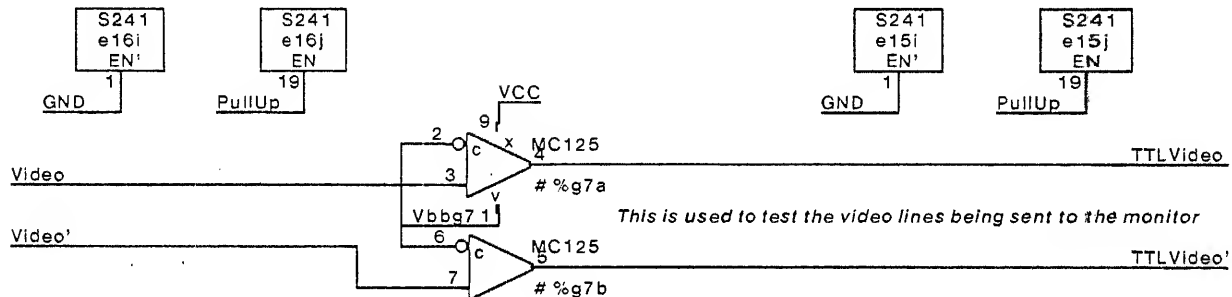 S241 S241 S241 S241
e16i e16j e15i e15j
EN' EN EN' EN
1 19 1 19
GND PullUp GND PullUp
VCC
9
2 x MC125
c 4 TTLVideo
Video 3 # %g7a
v
Vbbg7 1 This is used to test the video lines being sent to the monitor
Video' 6 MC125
c 5 TTLVideo'
7 # %g7b